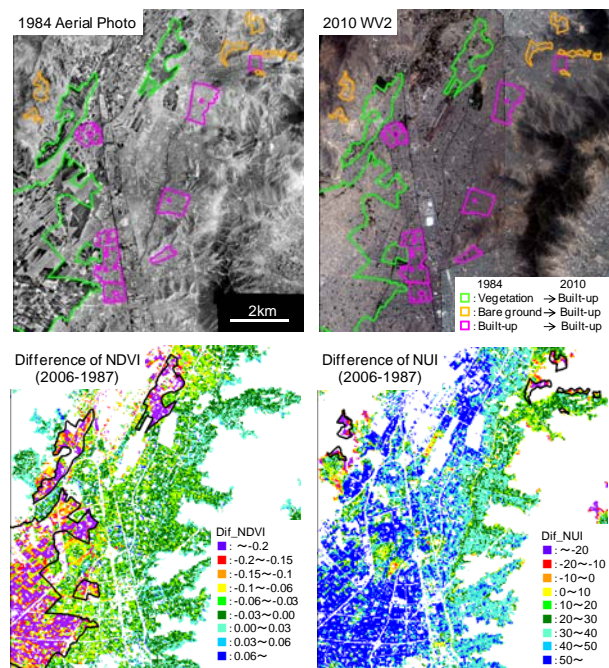 1984 Aerial Photo
2010 WV2
2km
1984 2010
: Vegetation → Built-up
: Bare ground → Built-up
: Built-up → Built-up
Difference of NDVI
(2006-1987)
Dif_NDVI
: ～-0.2
: -0.2～-0.15
: -0.15～-0.1
: -0.1～-0.06
: -0.06～-0.03
: -0.03～0.00
: 0.00～0.03
: 0.03～0.06
: 0.06～
Difference of NUI
(2006-1987)
Dif_NUI
: ～-20
: -20～-10
: -10～0
: 0～10
: 10～20
: 20～30
: 30～40
: 40～50
: 50～